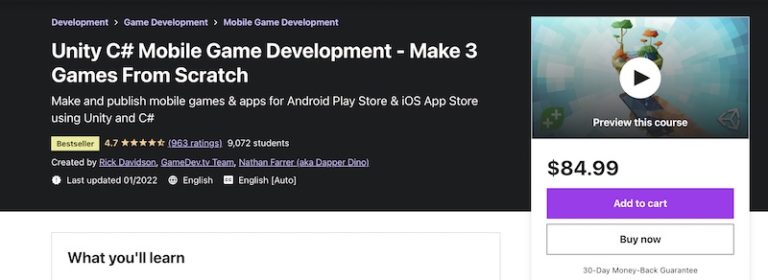 Development > Game Development > Mobile Game Development
Unity C# Mobile Game Development - Make 3
Games From Scratch
Make and publish mobile games & apps for Android Play Store & iOS App Store
using Unity and C#
Bestseller 4.7 (963 ratings) 9,072 students
Created by Rick Davidson, GameDev.tv Team, Nathan Farrer (aka Dapper Dino)
Last updated 01/2022 English English [Auto]
What you'll learn
Preview this course
$84.99
Add to cart
Buy now
30-Day Money-Back Guarantee